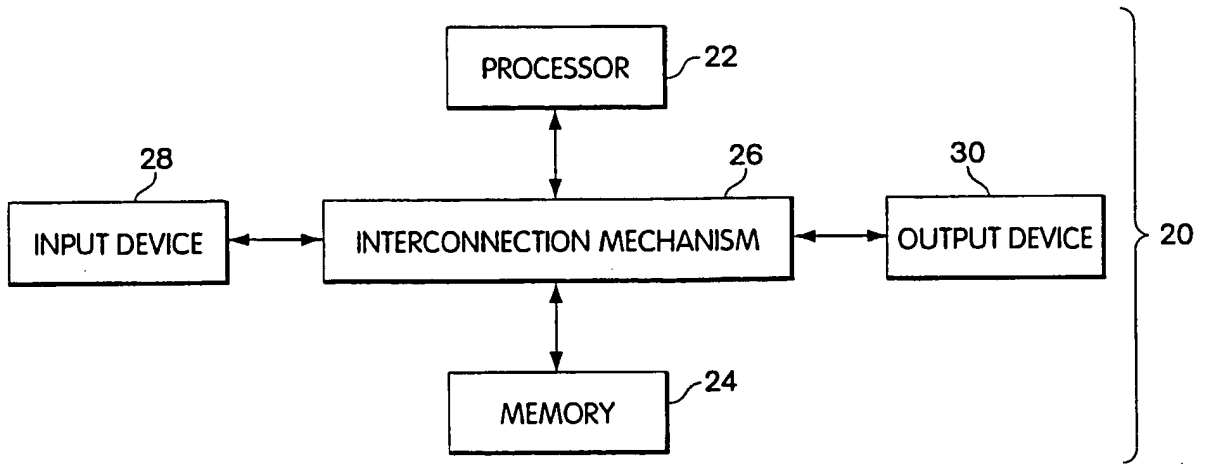 PROCESSOR
22
28
26
30
INPUT DEVICE
INTERCONNECTION MECHANISM
OUTPUT DEVICE
20
MEMORY
24